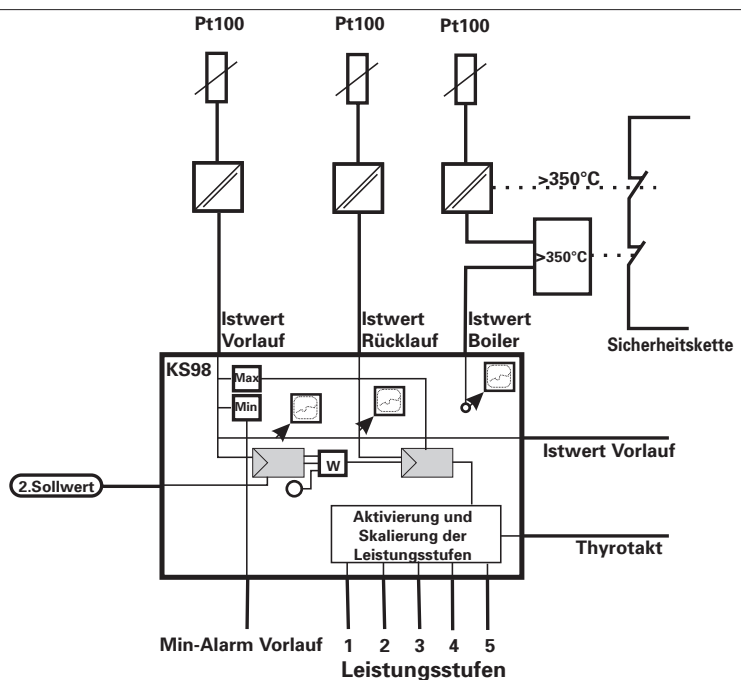 Pt100 Pt100 Pt100
>350°C
>350°C
Istwert Vorlauf
Istwert Rücklauf
Istwert Boiler
Sicherheitskette
KS98
Max
Min
W
Istwert Vorlauf
2.Sollwert
Aktivierung und
Skalierung der
Leistungsstufen
Thyrotakt
Min-Alarm Vorlauf
1 2 3 4 5
Leistungsstufen